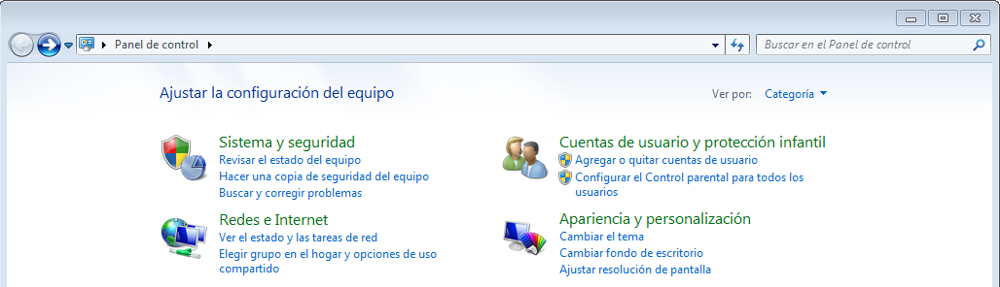 Panel de control
Buscar en el Panel de control
Ajustar la configuración del equipo
Ver por: Categoría
Sistema y seguridad
Revisar el estado del equipo
Hacer una copia de seguridad del equipo
Buscar y corregir problemas
Redes e Internet
Ver el estado y las tareas de red
Elegir grupo en el hogar y opciones de uso
compartido
Cuentas de usuario y protección infantil
Agregar o quitar cuentas de usuario
Configurar el Control parental para todos los
usuarios
Apariencia y personalización
Cambiar el tema
Cambiar fondo de escritorio
Ajustar resolución de pantalla